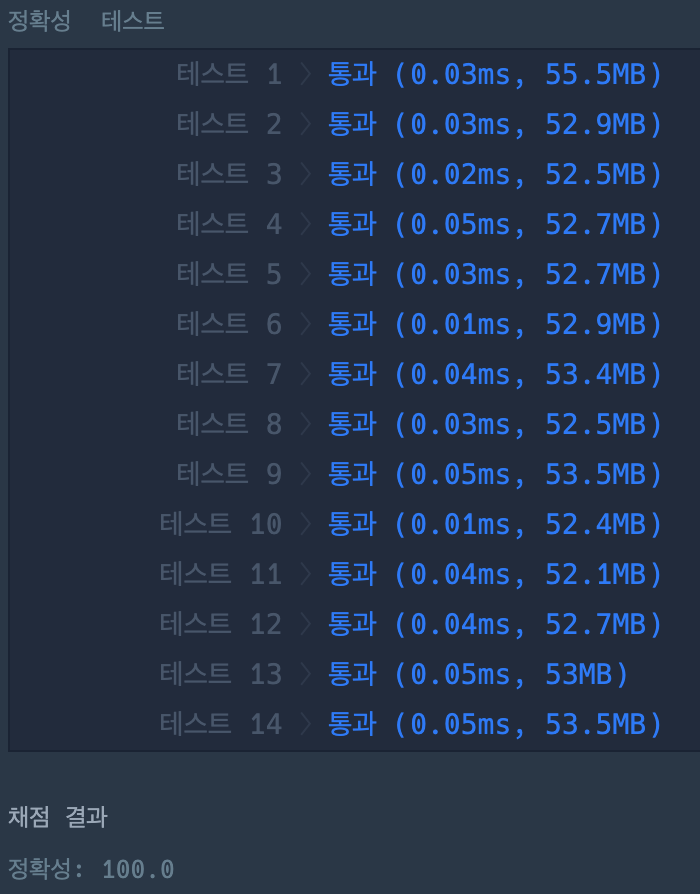 정확성 테스트
테스트 1 〉 통과 (0.03ms, 55.5MB)
테스트 2 〉 통과 (0.03ms, 52.9MB)
테스트 3 〉 통과 (0.02ms, 52.5MB)
테스트 4 〉 통과 (0.05ms, 52.7MB)
테스트 5 〉 통과 (0.03ms, 52.7MB)
테스트 6 〉 통과 (0.01ms, 52.9MB)
테스트 7 〉 통과 (0.04ms, 53.4MB)
테스트 8 〉 통과 (0.03ms, 52.5MB)
테스트 9 〉 통과 (0.05ms, 53.5MB)
테스트 10 〉 통과 (0.01ms, 52.4MB)
테스트 11 〉 통과 (0.04ms, 52.1MB)
테스트 12 〉 통과 (0.04ms, 52.7MB)
테스트 13 〉 통과 (0.05ms, 53MB)
테스트 14 〉 통과 (0.05ms, 53.5MB)
채점 결과
정확성: 100.0